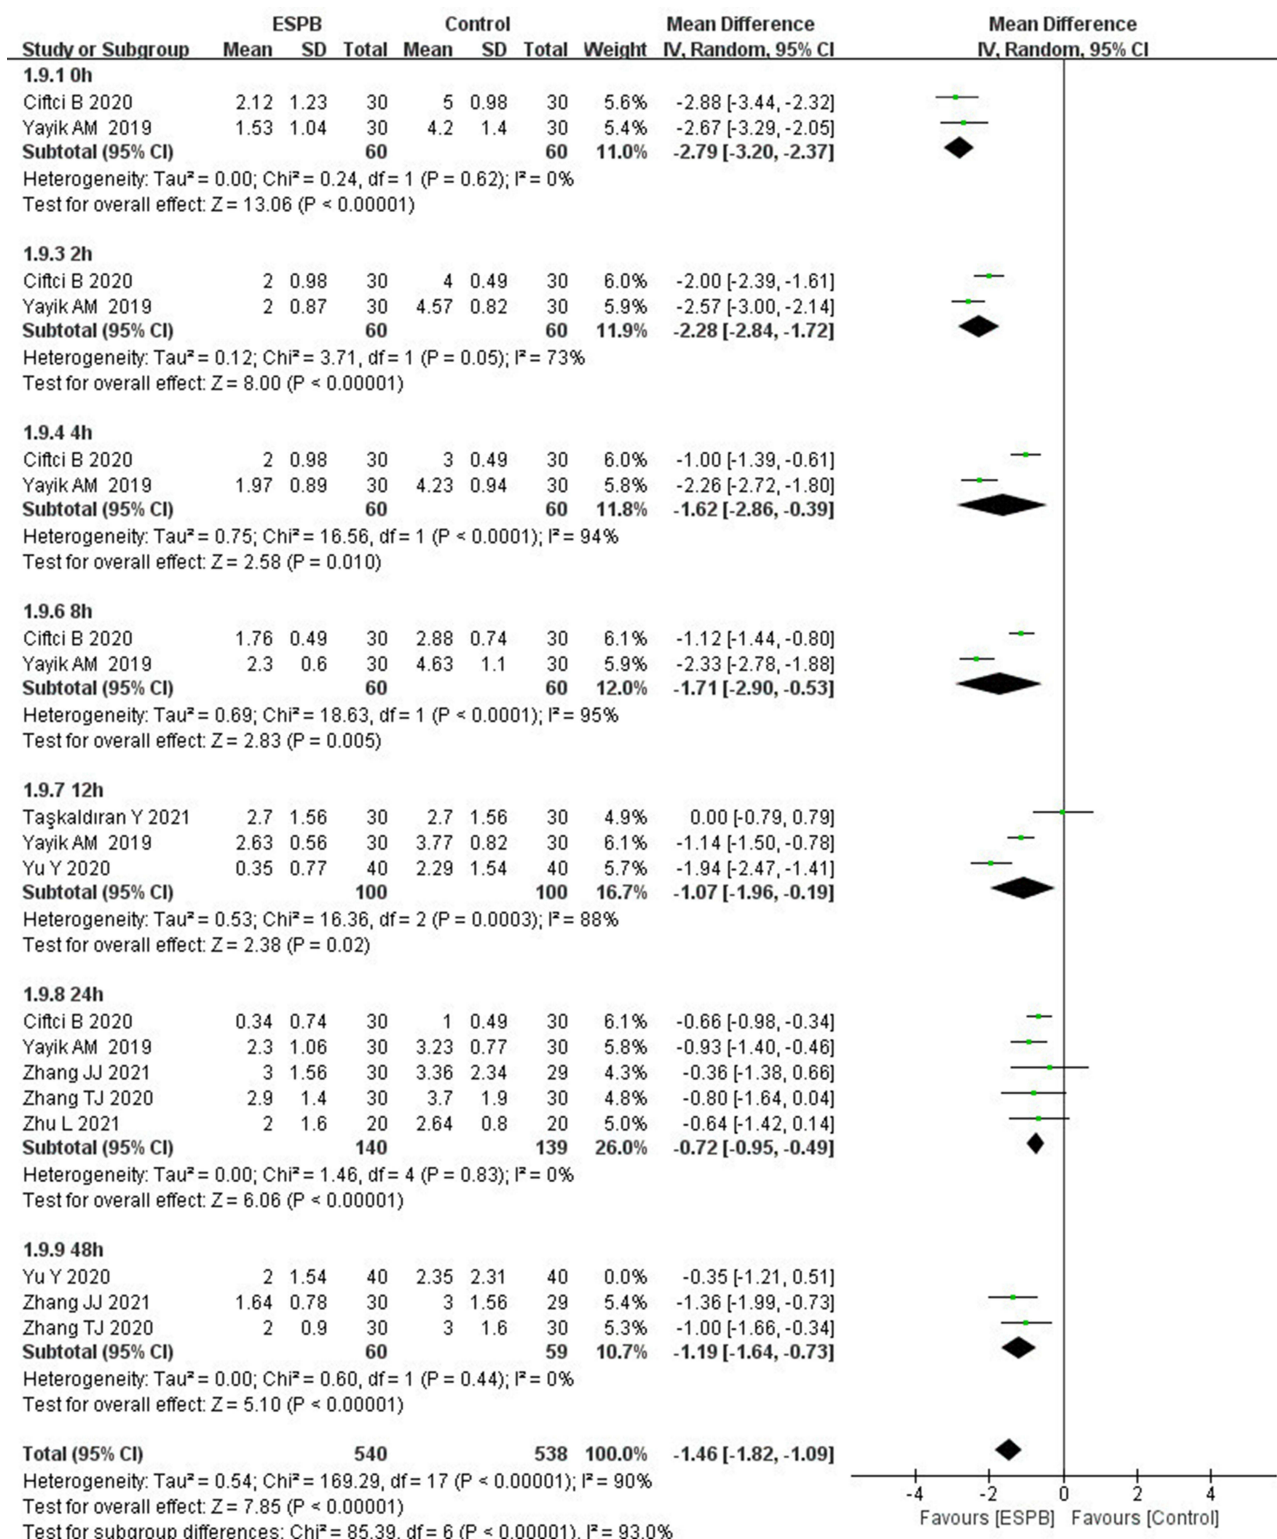 ESPB Control Mean Difference Mean Difference
Study or Subgroup Mean SD Total Mean SD Total Weight IV, Random, 95% CI IV, Random, 95% CI
1.9.1 0h
Ciftci B 2020 2.12 1.23 30 5 0.98 30 5.6% -2.88 [-3.44, -2.32]
Yayik AM 2019 1.53 1.04 30 4.2 1.4 30 5.4% -2.67 [-3.29, -2.05]
Subtotal (95% CI) 60 60 11.0% -2.79 [-3.20, -2.37]
Heterogeneity: Tau² = 0.00; Chi² = 0.24, df = 1 (P = 0.62); I² = 0%
Test for overall effect: Z = 13.06 (P < 0.00001)
1.9.3 2h
Ciftci B 2020 2 0.98 30 4 0.49 30 6.0% -2.00 [-2.39, -1.61]
Yayik AM 2019 2 0.87 30 4.57 0.82 30 5.9% -2.57 [-3.00, -2.14]
Subtotal (95% CI) 60 60 11.9% -2.28 [-2.84, -1.72]
Heterogeneity: Tau² = 0.12; Chi² = 3.71, df = 1 (P = 0.05); I² = 73%
Test for overall effect: Z = 8.00 (P < 0.00001)
1.9.4 4h
Ciftci B 2020 2 0.98 30 3 0.49 30 6.0% -1.00 [-1.39, -0.61]
Yayik AM 2019 1.97 0.89 30 4.23 0.94 30 5.8% -2.26 [-2.72, -1.80]
Subtotal (95% CI) 60 60 11.8% -1.62 [-2.86, -0.39]
Heterogeneity: Tau² = 0.75; Chi² = 16.56, df = 1 (P < 0.0001); I² = 94%
Test for overall effect: Z = 2.58 (P = 0.010)
1.9.6 8h
Ciftci B 2020 1.76 0.49 30 2.88 0.74 30 6.1% -1.12 [-1.44, -0.80]
Yayik AM 2019 2.3 0.6 30 4.63 1.1 30 5.9% -2.33 [-2.78, -1.88]
Subtotal (95% CI) 60 60 12.0% -1.71 [-2.90, -0.53]
Heterogeneity: Tau² = 0.69; Chi² = 18.63, df = 1 (P < 0.0001); I² = 95%
Test for overall effect: Z = 2.83 (P = 0.005)
1.9.7 12h
Taşkaldıran Y 2021 2.7 1.56 30 2.7 1.56 30 4.9% 0.00 [-0.79, 0.79]
Yayik AM 2019 2.63 0.56 30 3.77 0.82 30 6.1% -1.14 [-1.50, -0.78]
Yu Y 2020 0.35 0.77 40 2.29 1.54 40 5.7% -1.94 [-2.47, -1.41]
Subtotal (95% CI) 100 100 16.7% -1.07 [-1.96, -0.19]
Heterogeneity: Tau² = 0.53; Chi² = 16.36, df = 2 (P = 0.0003); I² = 88%
Test for overall effect: Z = 2.38 (P = 0.02)
1.9.8 24h
Ciftci B 2020 0.34 0.74 30 1 0.49 30 6.1% -0.66 [-0.98, -0.34]
Yayik AM 2019 2.3 1.06 30 3.23 0.77 30 5.8% -0.93 [-1.40, -0.46]
Zhang JJ 2021 3 1.56 30 3.36 2.34 29 4.3% -0.36 [-1.38, 0.66]
Zhang TJ 2020 2.9 1.4 30 3.7 1.9 30 4.8% -0.80 [-1.64, 0.04]
Zhu L 2021 2 1.6 20 2.64 0.8 20 5.0% -0.64 [-1.42, 0.14]
Subtotal (95% CI) 140 139 26.0% -0.72 [-0.95, -0.49]
Heterogeneity: Tau² = 0.00; Chi² = 1.46, df = 4 (P = 0.83); I² = 0%
Test for overall effect: Z = 6.06 (P < 0.00001)
1.9.9 48h
Yu Y 2020 2 1.54 40 2.35 2.31 40 0.0% -0.35 [-1.21, 0.51]
Zhang JJ 2021 1.64 0.78 30 3 1.56 29 5.4% -1.36 [-1.99, -0.73]
Zhang TJ 2020 2 0.9 30 3 1.6 30 5.3% -1.00 [-1.66, -0.34]
Subtotal (95% CI) 60 59 10.7% -1.19 [-1.64, -0.73]
Heterogeneity: Tau² = 0.00; Chi² = 0.60, df = 1 (P = 0.44); I² = 0%
Test for overall effect: Z = 5.10 (P < 0.00001)
Total (95% CI) 540 538 100.0% -1.46 [-1.82, -1.09]
Heterogeneity: Tau² = 0.54; Chi² = 169.29, df = 17 (P < 0.00001); I² = 90%
Test for overall effect: Z = 7.85 (P < 0.00001)
Test for subgroup differences: Chi² = 85.39, df = 6 (P < 0.00001), I² = 93.0%
-4 -2 0 2 4
Favours [ESPB] Favours [Control]